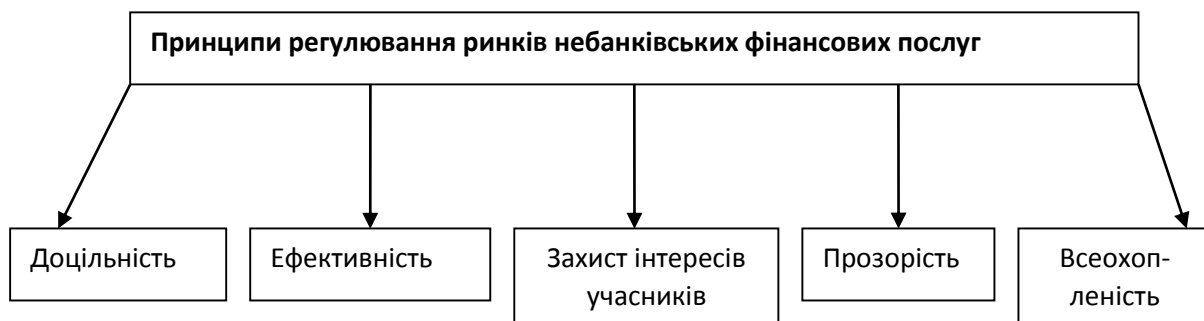 Принципи регулювання ринків небанківських фінансових послуг
Доцільність
Ефективність
Захист інтересів
учасників
Прозорість
Всеохоп-
леність